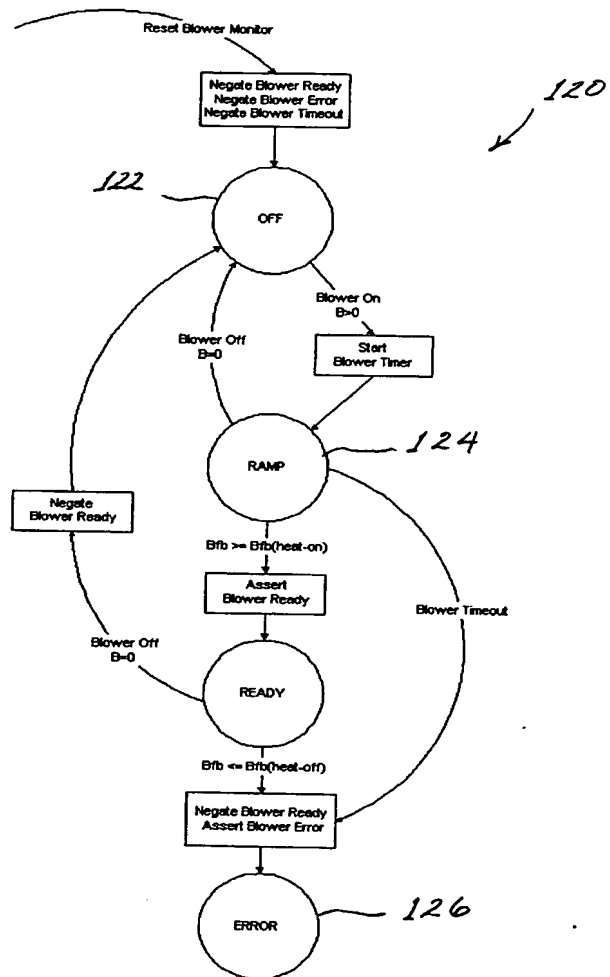 Reset Blower Monitor
Negate Blower Ready
Negate Blower Error
Negate Blower Timeout
120
122
OFF
Blower On
B>0
Blower Off
B=0
Start
Blower Timer
124
RAMP
Negate
Blower Ready
Bfb >= Bfb(heat-on)
Assert
Blower Ready
Blower Timeout
Blower Off
B=0
READY
Bfb <= Bfb(heat-off)
Negate Blower Ready
Assert Blower Error
126
ERROR